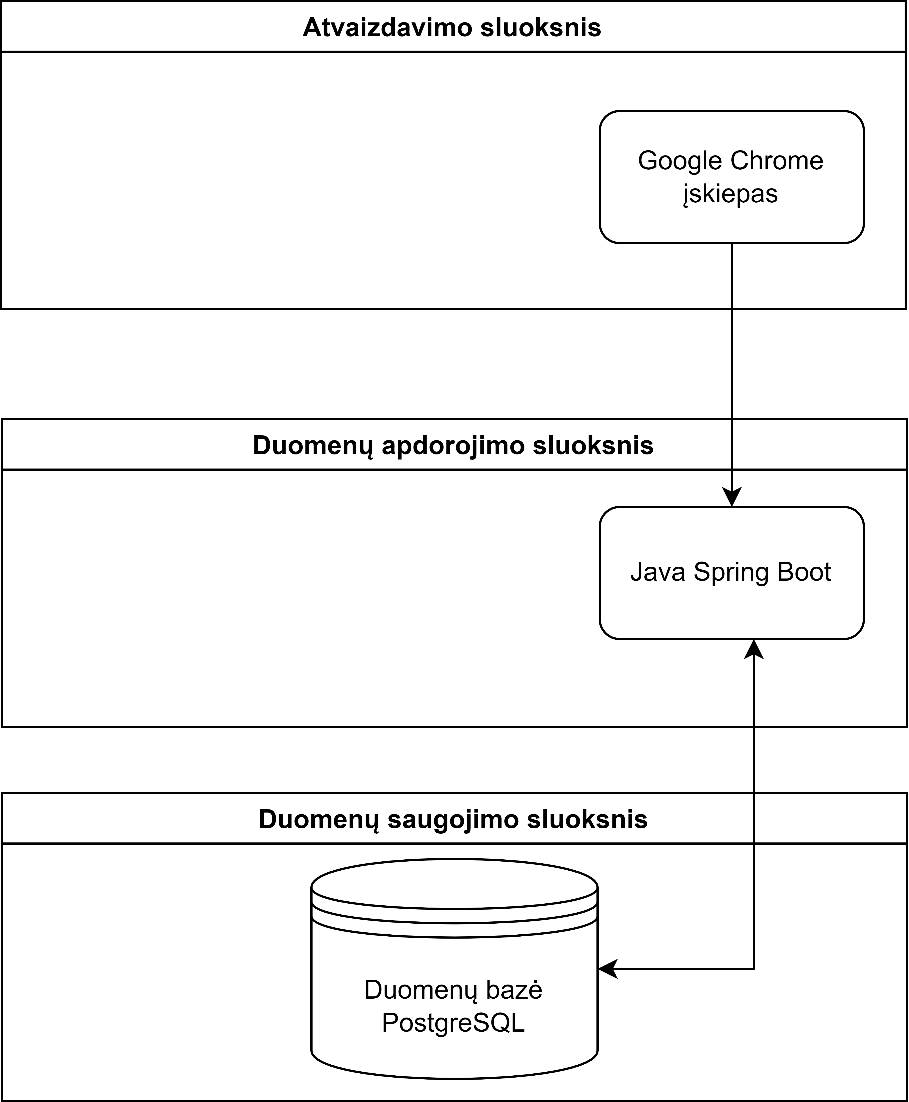 Atvaizdavimo sluoksnis
Google Chrome
įskiepas
Duomenų apdorojimo sluoksnis
Java Spring Boot
Duomenų saugojimo sluoksnis
Duomenų bazė
PostgreSQL